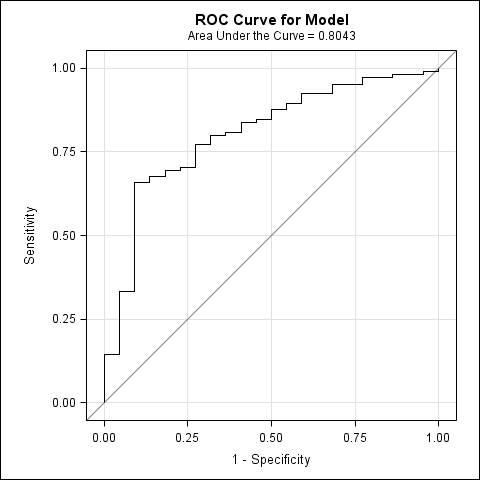 ROC Curve for Model
Area Under the Curve = 0.8043
1.00
0.75
0.50
0.25
0.00
Sensitivity
0.00 0.25 0.50 0.75 1.00
1 - Specificity